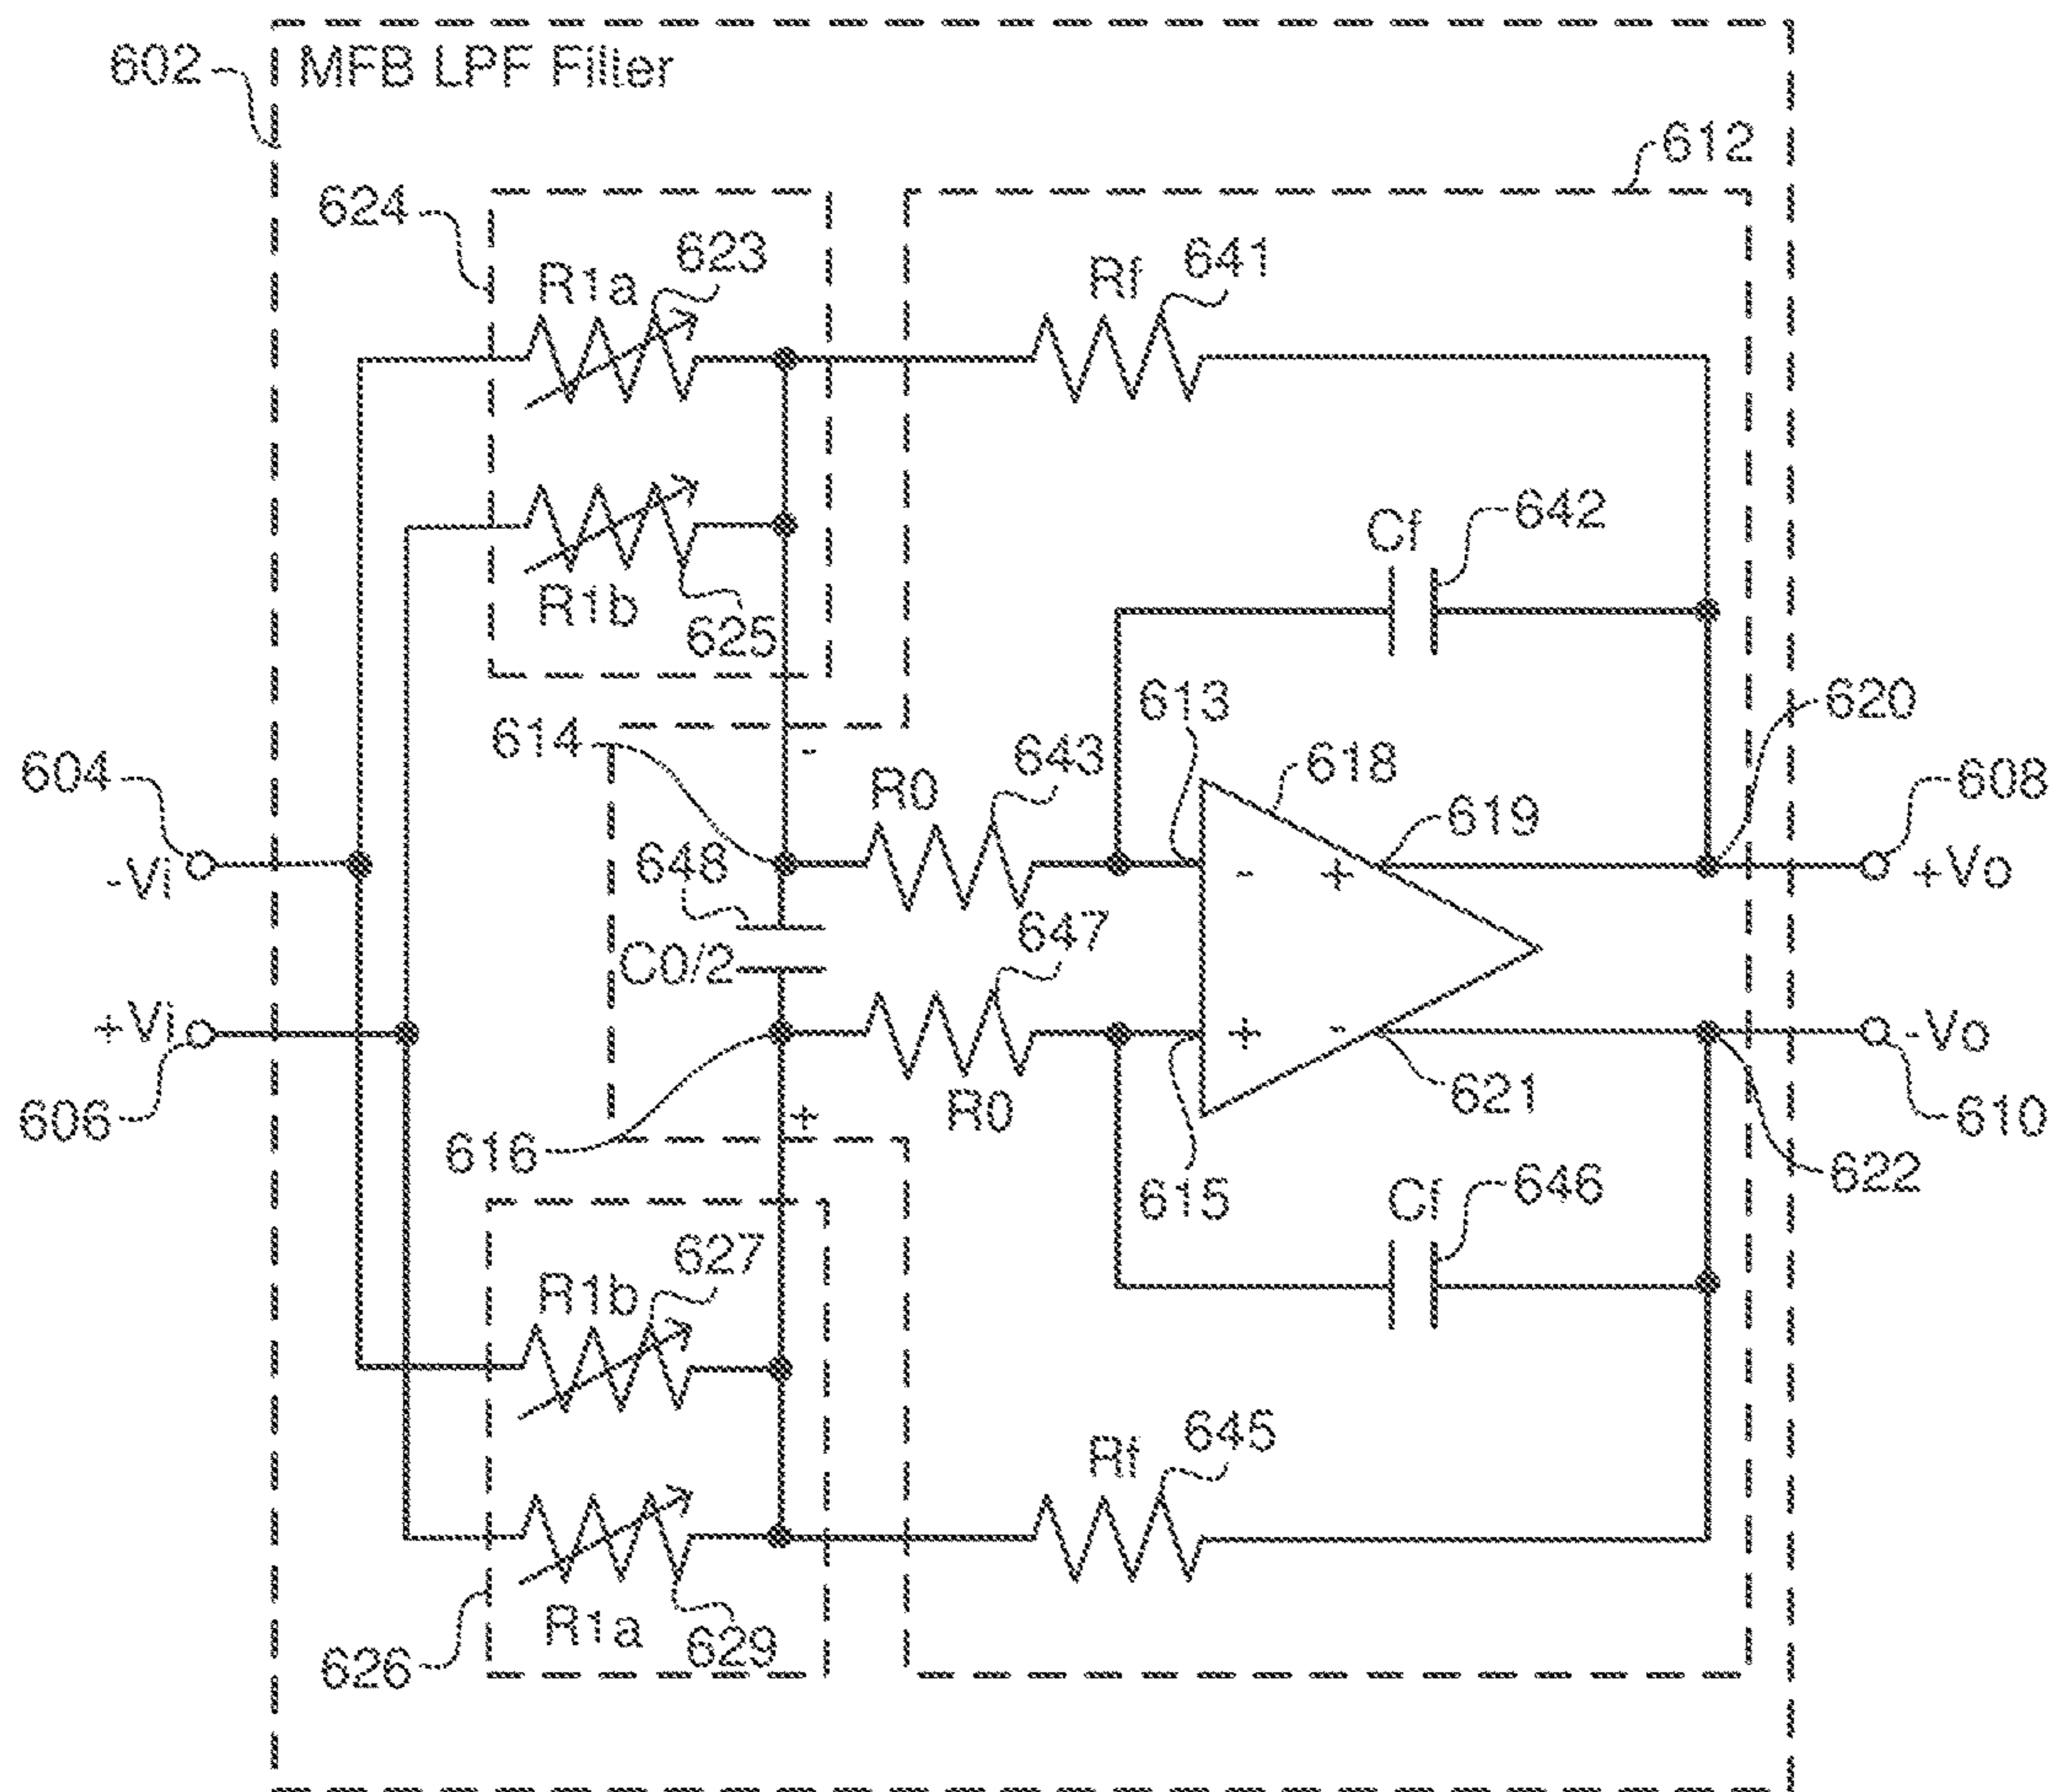 602
MFB LPF Filter
612
624
R1a
623
Rf
641
R1b
625
Cf
642
614
-
R0
643
613
618
619
620
604
-Vi
648
- +
608
+Vo
C0/2
647
+Vi
606
+
616
R0
+ -
615
621
-Vo
610
622
R1b
627
Cf
646
R1a
629
626
Rf
645